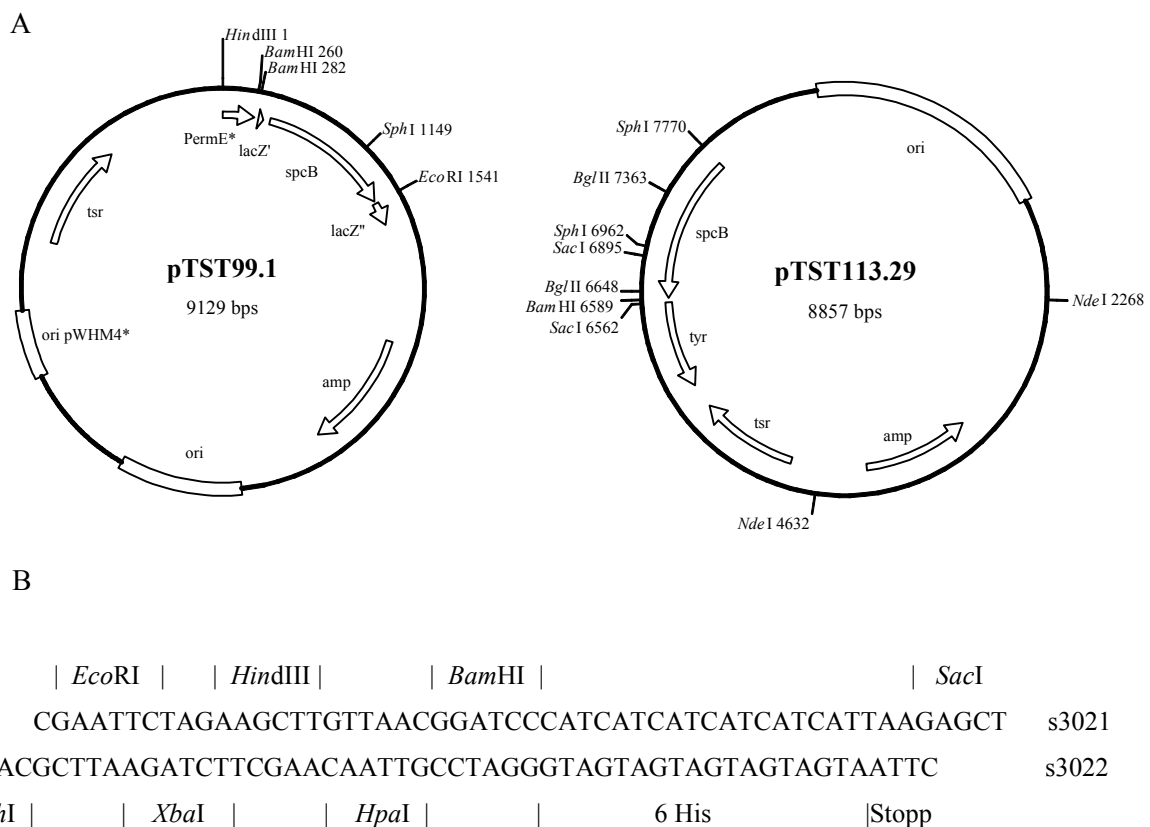 A
HindIII 1
BamHI 260
BamHI 282
SphI 1149
EcoRI 1541
PermE*
lacZ'
spcB
lacZ''
tsr
pTST99.1
9129 bps
ori pWHM4*
amp
ori
SphI 7770
BglII 7363
SphI 6962
SacI 6895
BglII 6648
BamHI 6589
SacI 6562
ori
spcB
pTST113.29
8857 bps
NdeI 2268
tyr
tsr
amp
NdeI 4632
B
| EcoRI | | HindIII | | BamHI | | SacI
CGAATTCTAGAAGCTTGTTAACGGATCCCATCATCATCATCATCATTAAGAGCT s3021
ACGCTTAAGATCTTCGAACAATTGCCTAGGGTAGTAGTAGTAGTAGTAATTC s3022
hI | | XbaI | | HpaI | | 6 His |Stopp